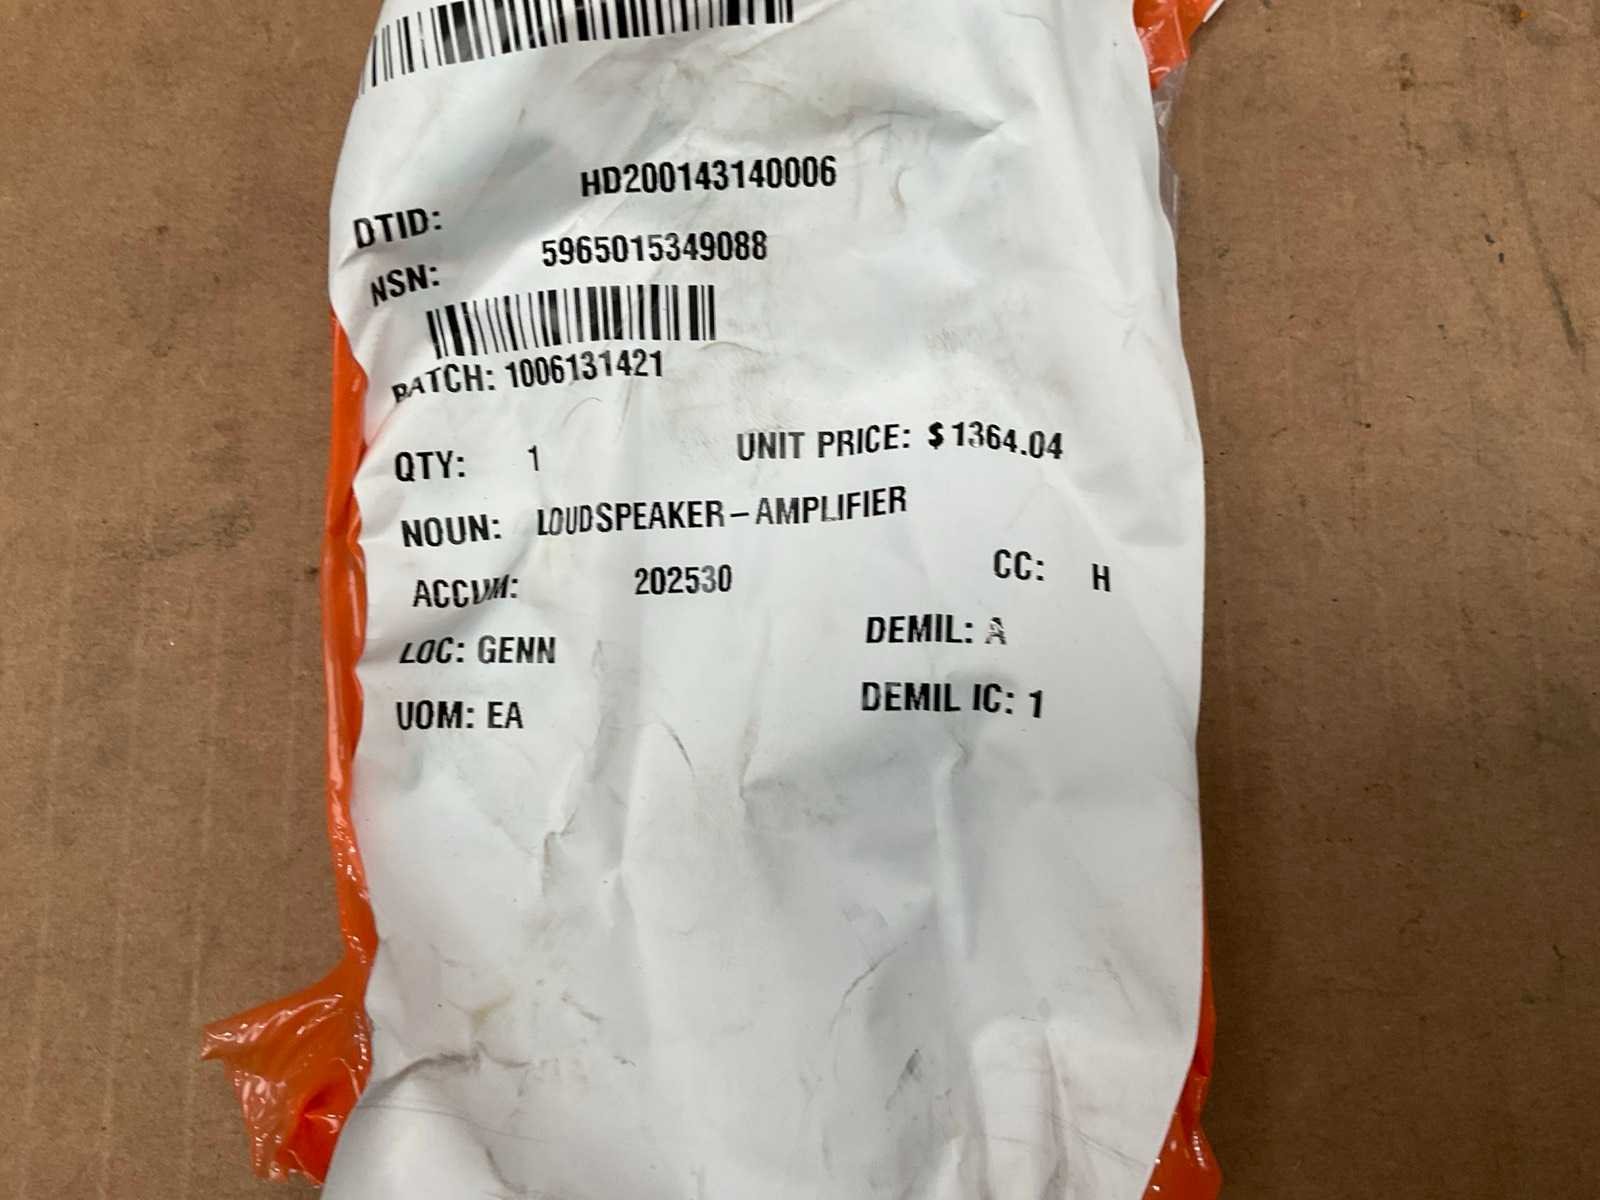 DTID: HD200143140006
NSN: 5965015349088
BATCH: 1006131421
QTY: 1 UNIT PRICE: $1364.04
NOUN: LOUDSPEAKER-AMPLIFIER
ACCUM: 202530 CC: H
LOC: GENN DEMIL: A
UOM: EA DEMIL IC: 1